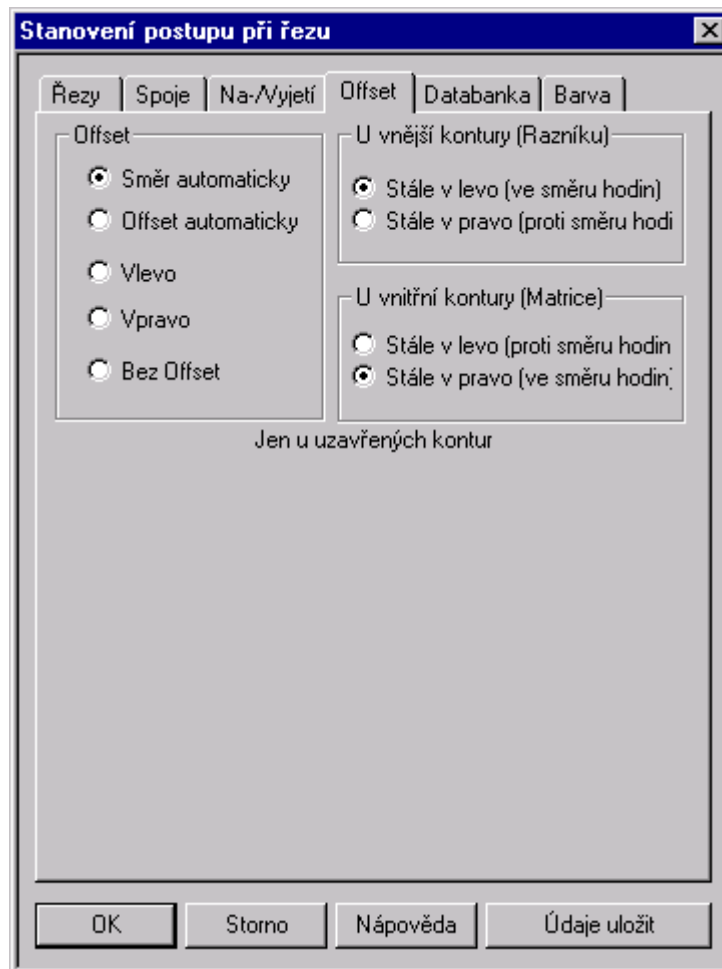 Stanovení postupu při řezu
Řezy Spoje Na-/Vyjetí Offset Databanka Barva
Offset
Směr automaticky
Offset automaticky
Vlevo
Vpravo
Bez Offset
U vnější kontury (Razníku)
Stále v levo (ve směru hodin)
Stále v pravo (proti směru hodi
U vnitřní kontury (Matrice)
Stále v levo (proti směru hodin
Stále v pravo (ve směru hodin)
Jen u uzavřených kontur
OK Storno Nápověda Údaje uložit